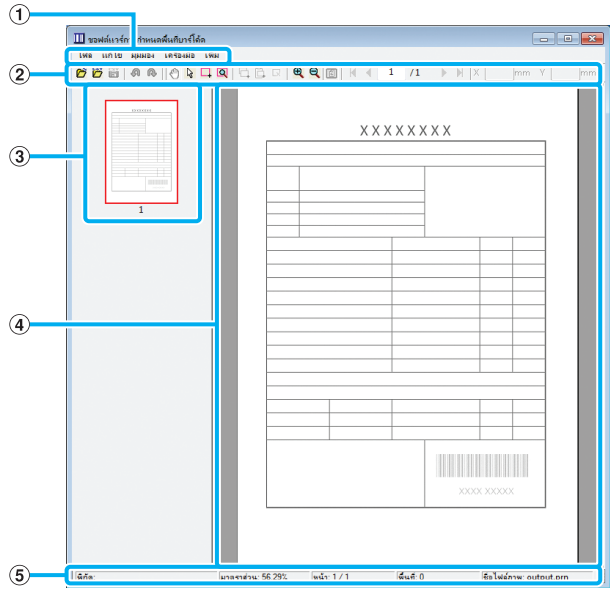 1
ซอฟต์แวร์กำหนดพื้นที่บาร์โค้ด
ไฟล์ แก้ไข มุมมอง เครื่องมือ
2
1 /1 X mm Y mm
3
XXXXXXXX
1
XXXXXXXX
4
XXXX XXXXX
5
พิกัด: มาตราส่วน: 56.29% หน้า: 1 / 1 พื้นที่: 0 ชื่อไฟล์ภาพ: output.prn